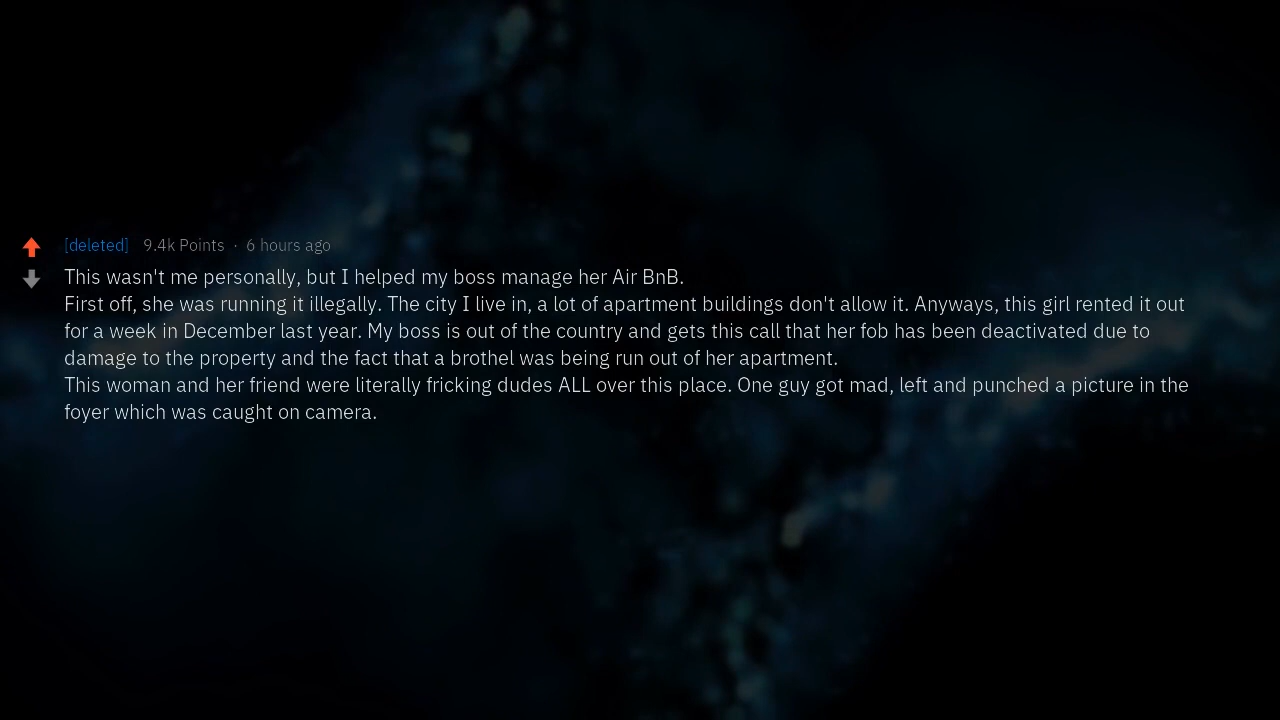 [deleted] 9.4k Points · 6 hours ago
This wasn't me personally, but I helped my boss manage her Air BnB.
First off, she was running it illegally. The city I live in, a lot of apartment buildings don't allow it. Anyways, this girl rented it out
for a week in December last year. My boss is out of the country and gets this call that her fob has been deactivated due to
damage to the property and the fact that a brothel was being run out of her apartment.
This woman and her friend were literally fricking dudes ALL over this place. One guy got mad, left and punched a picture in the
foyer which was caught on camera.